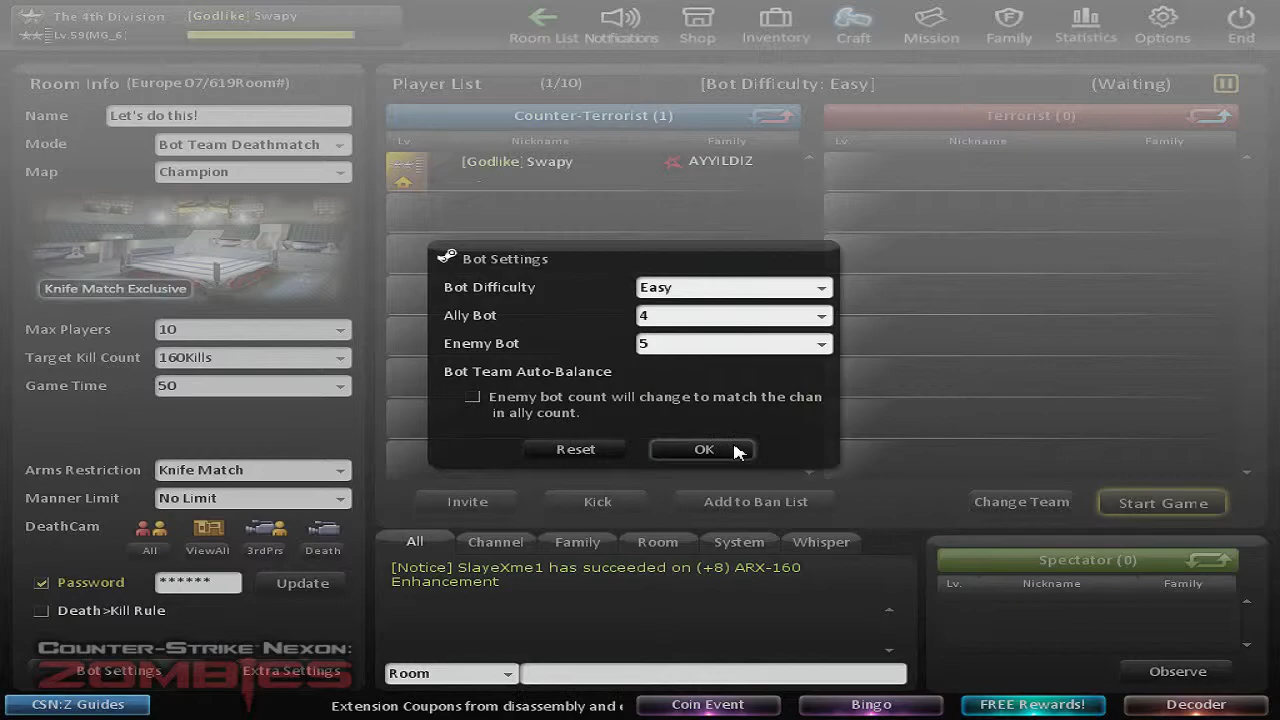 The 4th Division
[Godlike] Swapy
Lv.59(MG_6)
Room List
Notifications
Shop
Inventory
Craft
Mission
Family
Statistics
Options
End
Room Info (Europe 07/619Room#)
Name Let's do this!
Mode Bot Team Deathmatch
Map Champion
Knife Match Exclusive
Max Players 10
Target Kill Count 160Kills
Game Time 50
Arms Restriction Knife Match
Manner Limit No Limit
DeathCam
All ViewAll 3rdPrs Death
Password ****** Update
Death>Kill Rule
COUNTER-STRIKE NEXON:
ZOMBIES
Bot Settings Extra Settings
Player List (1/10) [Bot Difficulty: Easy] (Waiting)
Counter-Terrorist (1)
Lv Nickname Family
[Godlike] Swapy AYYILDIZ
-
Terrorist (0)
Lv. Nickname Family
Bot Settings
Bot Difficulty Easy
Ally Bot 4
Enemy Bot 5
Bot Team Auto-Balance
Enemy bot count will change to match the chan
in ally count.
Reset OK
Invite Kick Add to Ban List Change Team Start Game
All Channel Family Room System Whisper
[Notice] SlayeXme1 has succeeded on (+8) ARX-160
Enhancement
Room
Spectator (0)
Lv. Nickname Family
Observe
CSN:Z Guides
Extension Coupons from disassembly and
Coin Event
Bingo
FREE Rewards!
Decoder